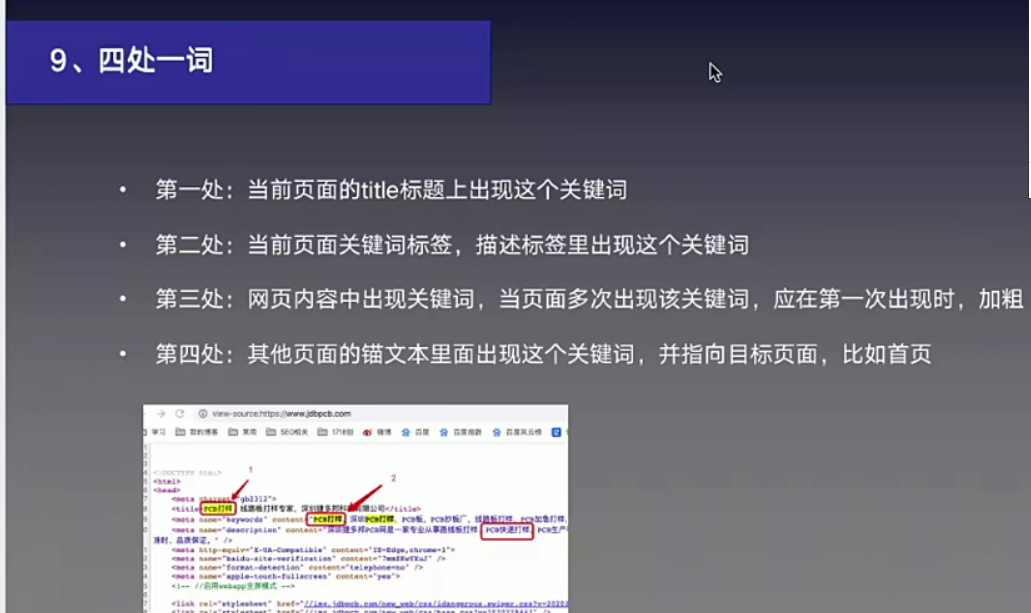 9、四处一词
• 第一处：当前页面的title标题上出现这个关键词
• 第二处：当前页面关键词标签，描述标签里出现这个关键词
• 第三处：网页内容中出现关键词，当页面多次出现该关键词，应在第一次出现时，加粗
• 第四处：其他页面的锚文本里面出现这个关键词，并指向目标页面，比如首页
view-source:https://www.jdbpcb.com
学习 我的博客 常用 SEO相关 微博 百度 百度指数 百度风云榜
1
2
<!DOCTYPE html>
<html>
<head>
<meta charset="gb2312">
<title>PCB打样, 线路板打样专家, 深圳捷多邦科技有限公司</title>
<meta name="keywords" content="PCB打样, 深圳PCB打样, PCB板, PCB抄板厂, 线路板打样, PCB加急打样,
<meta name="description" content="深圳捷多邦PCB网是一家专业从事路线板打样, PCB快速打样, PCB生产
准时、品质保证。" />
<meta http-equiv="X-UA-Compatible" content="IE=Edge,chrome=1">
<meta name="baidu-site-verification" content=
<meta name="format-detection" content="telephone=no" />
<meta name="apple-touch-fullscreen" content="yes">
<!-- //启用webapp全屏模式 -->
<link rel="stylesheet" href="//img.jdbpcb.com/new_web/css/idangerous.swiper.css?v=2020